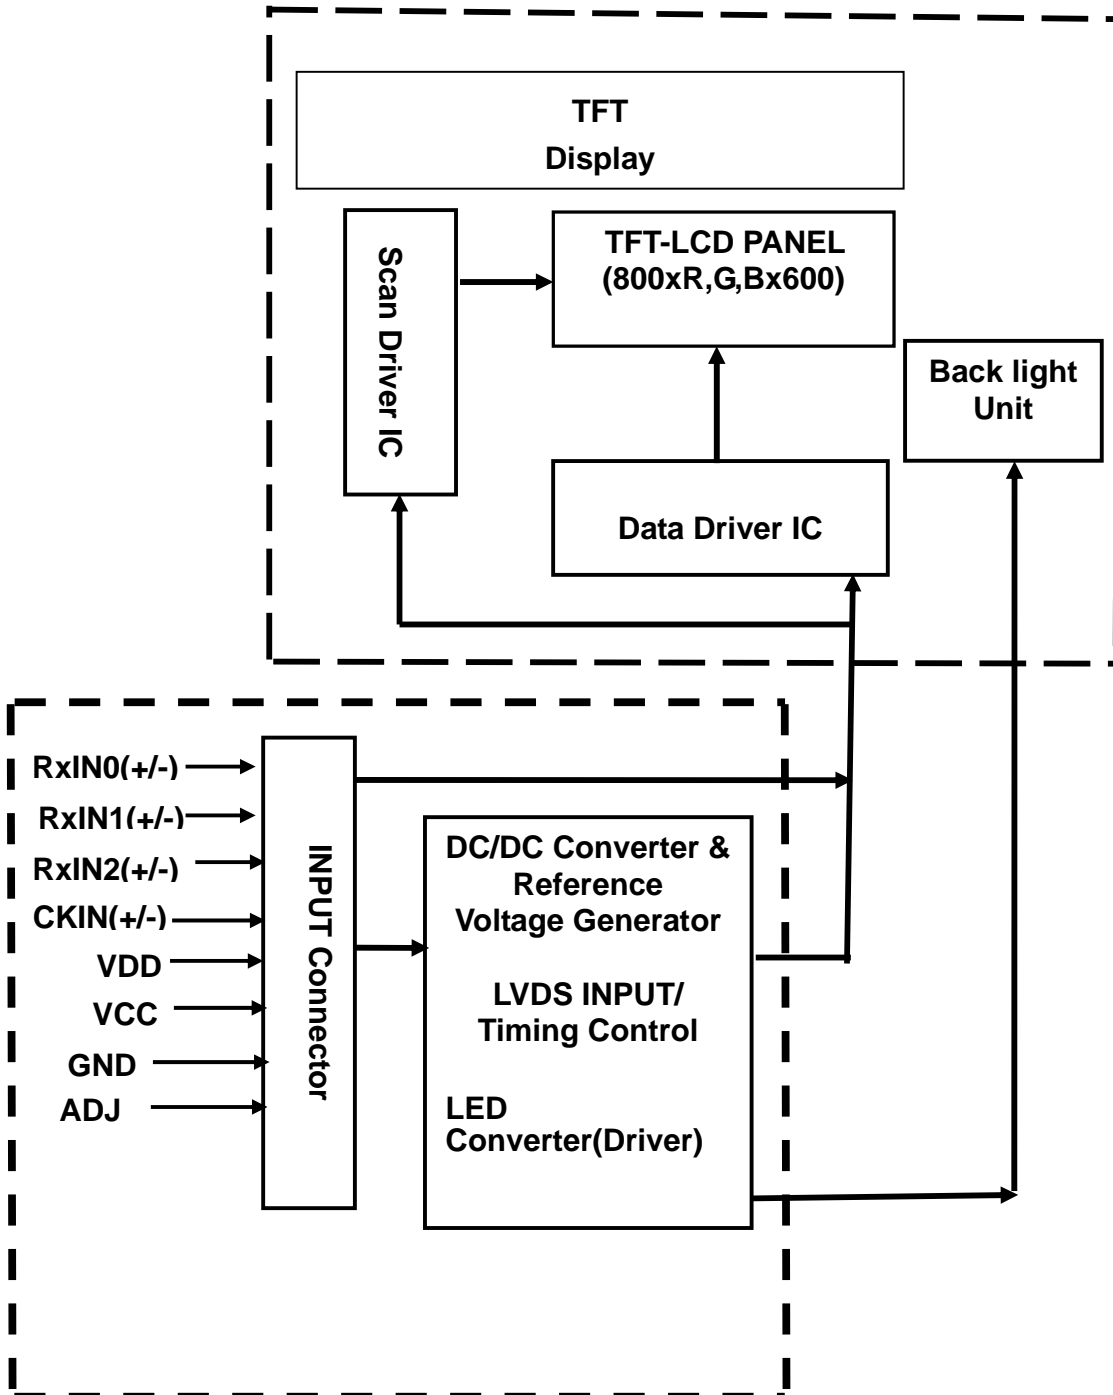 TFT
Display
TFT-LCD PANEL
(800xR,G,Bx600)
Scan Driver IC
Back light
Unit
Data Driver IC
RxIN0(+/-)
RxIN1(+/-)
RxIN2(+/-)
CKIN(+/-)
VDD
VCC
GND
ADJ
INPUT Connector
DC/DC Converter &
Reference
Voltage Generator
LVDS INPUT/
Timing Control
LED
Converter(Driver)